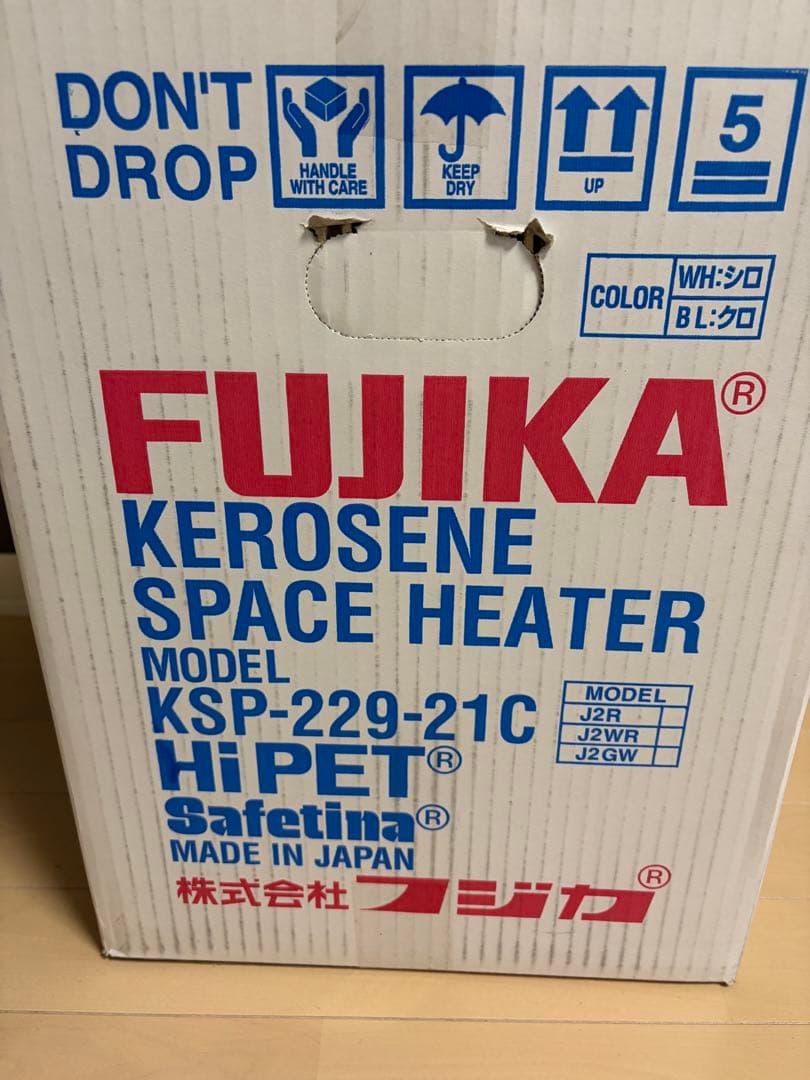 DON'T
DROP
HANDLE
WITH CARE
KEEP
DRY
UP
5
COLOR
WH:シロ
BL:クロ
FUJIKA®
KEROSENE
SPACE HEATER
MODEL
KSP-229-21C
MODEL
J2R
J2WR
J2GW
HiPET®
Safetina®
MADE IN JAPAN
株式会社 フジカ®